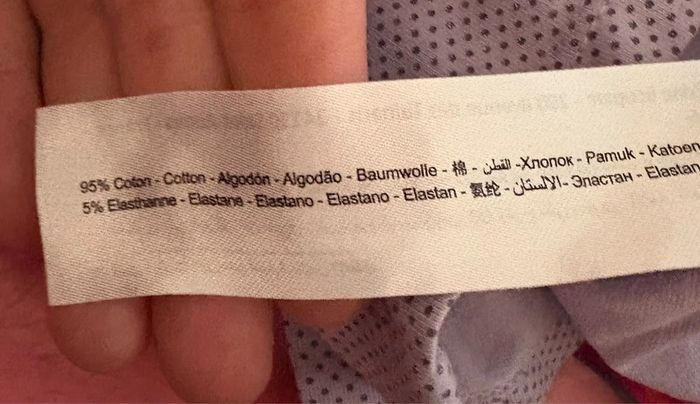 95% Coton - Cotton - Algodón - Algodão - Baumwolle - 棉 - القطن -Хлопок - Pamuk - Katoen
5% Elasthanne - Elastane - Elastano - Elastano - Elastan - 氨纶 - الالستان- Эластан - Elastan